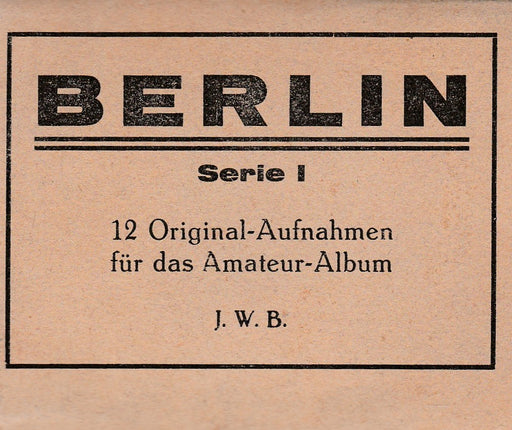 BERLIN
Serie I
12 Original-Aufnahmen
für das Amateur-Album
J. W. B.